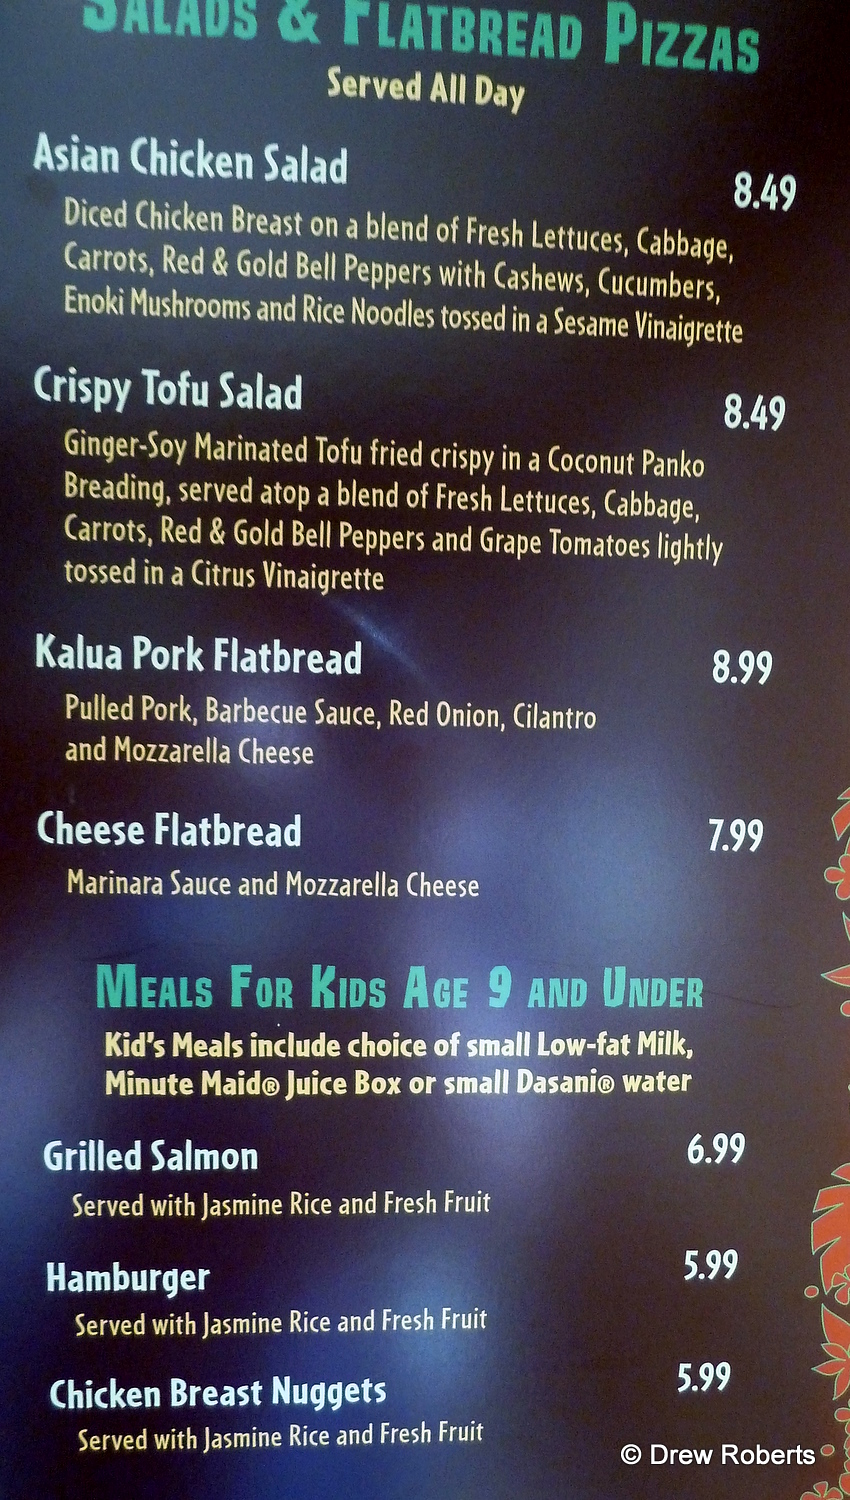 Salads & Flatbread Pizzas
Served All Day
Asian Chicken Salad 8.49
Diced Chicken Breast on a blend of Fresh Lettuces, Cabbage,
Carrots, Red & Gold Bell Peppers with Cashews, Cucumbers,
Enoki Mushrooms and Rice Noodles tossed in a Sesame Vinaigrette
Crispy Tofu Salad 8.49
Ginger-Soy Marinated Tofu fried crispy in a Coconut Panko
Breading, served atop a blend of Fresh Lettuces, Cabbage,
Carrots, Red & Gold Bell Peppers and Grape Tomatoes lightly
tossed in a Citrus Vinaigrette
Kalua Pork Flatbread 8.99
Pulled Pork, Barbecue Sauce, Red Onion, Cilantro
and Mozzarella Cheese
Cheese Flatbread 7.99
Marinara Sauce and Mozzarella Cheese
Meals For Kids Age 9 and Under
Kid's Meals include choice of small Low-fat Milk,
Minute Maid® Juice Box or small Dasani® water
Grilled Salmon 6.99
Served with Jasmine Rice and Fresh Fruit
Hamburger 5.99
Served with Jasmine Rice and Fresh Fruit
Chicken Breast Nuggets 5.99
Served with Jasmine Rice and Fresh Fruit
© Drew Roberts